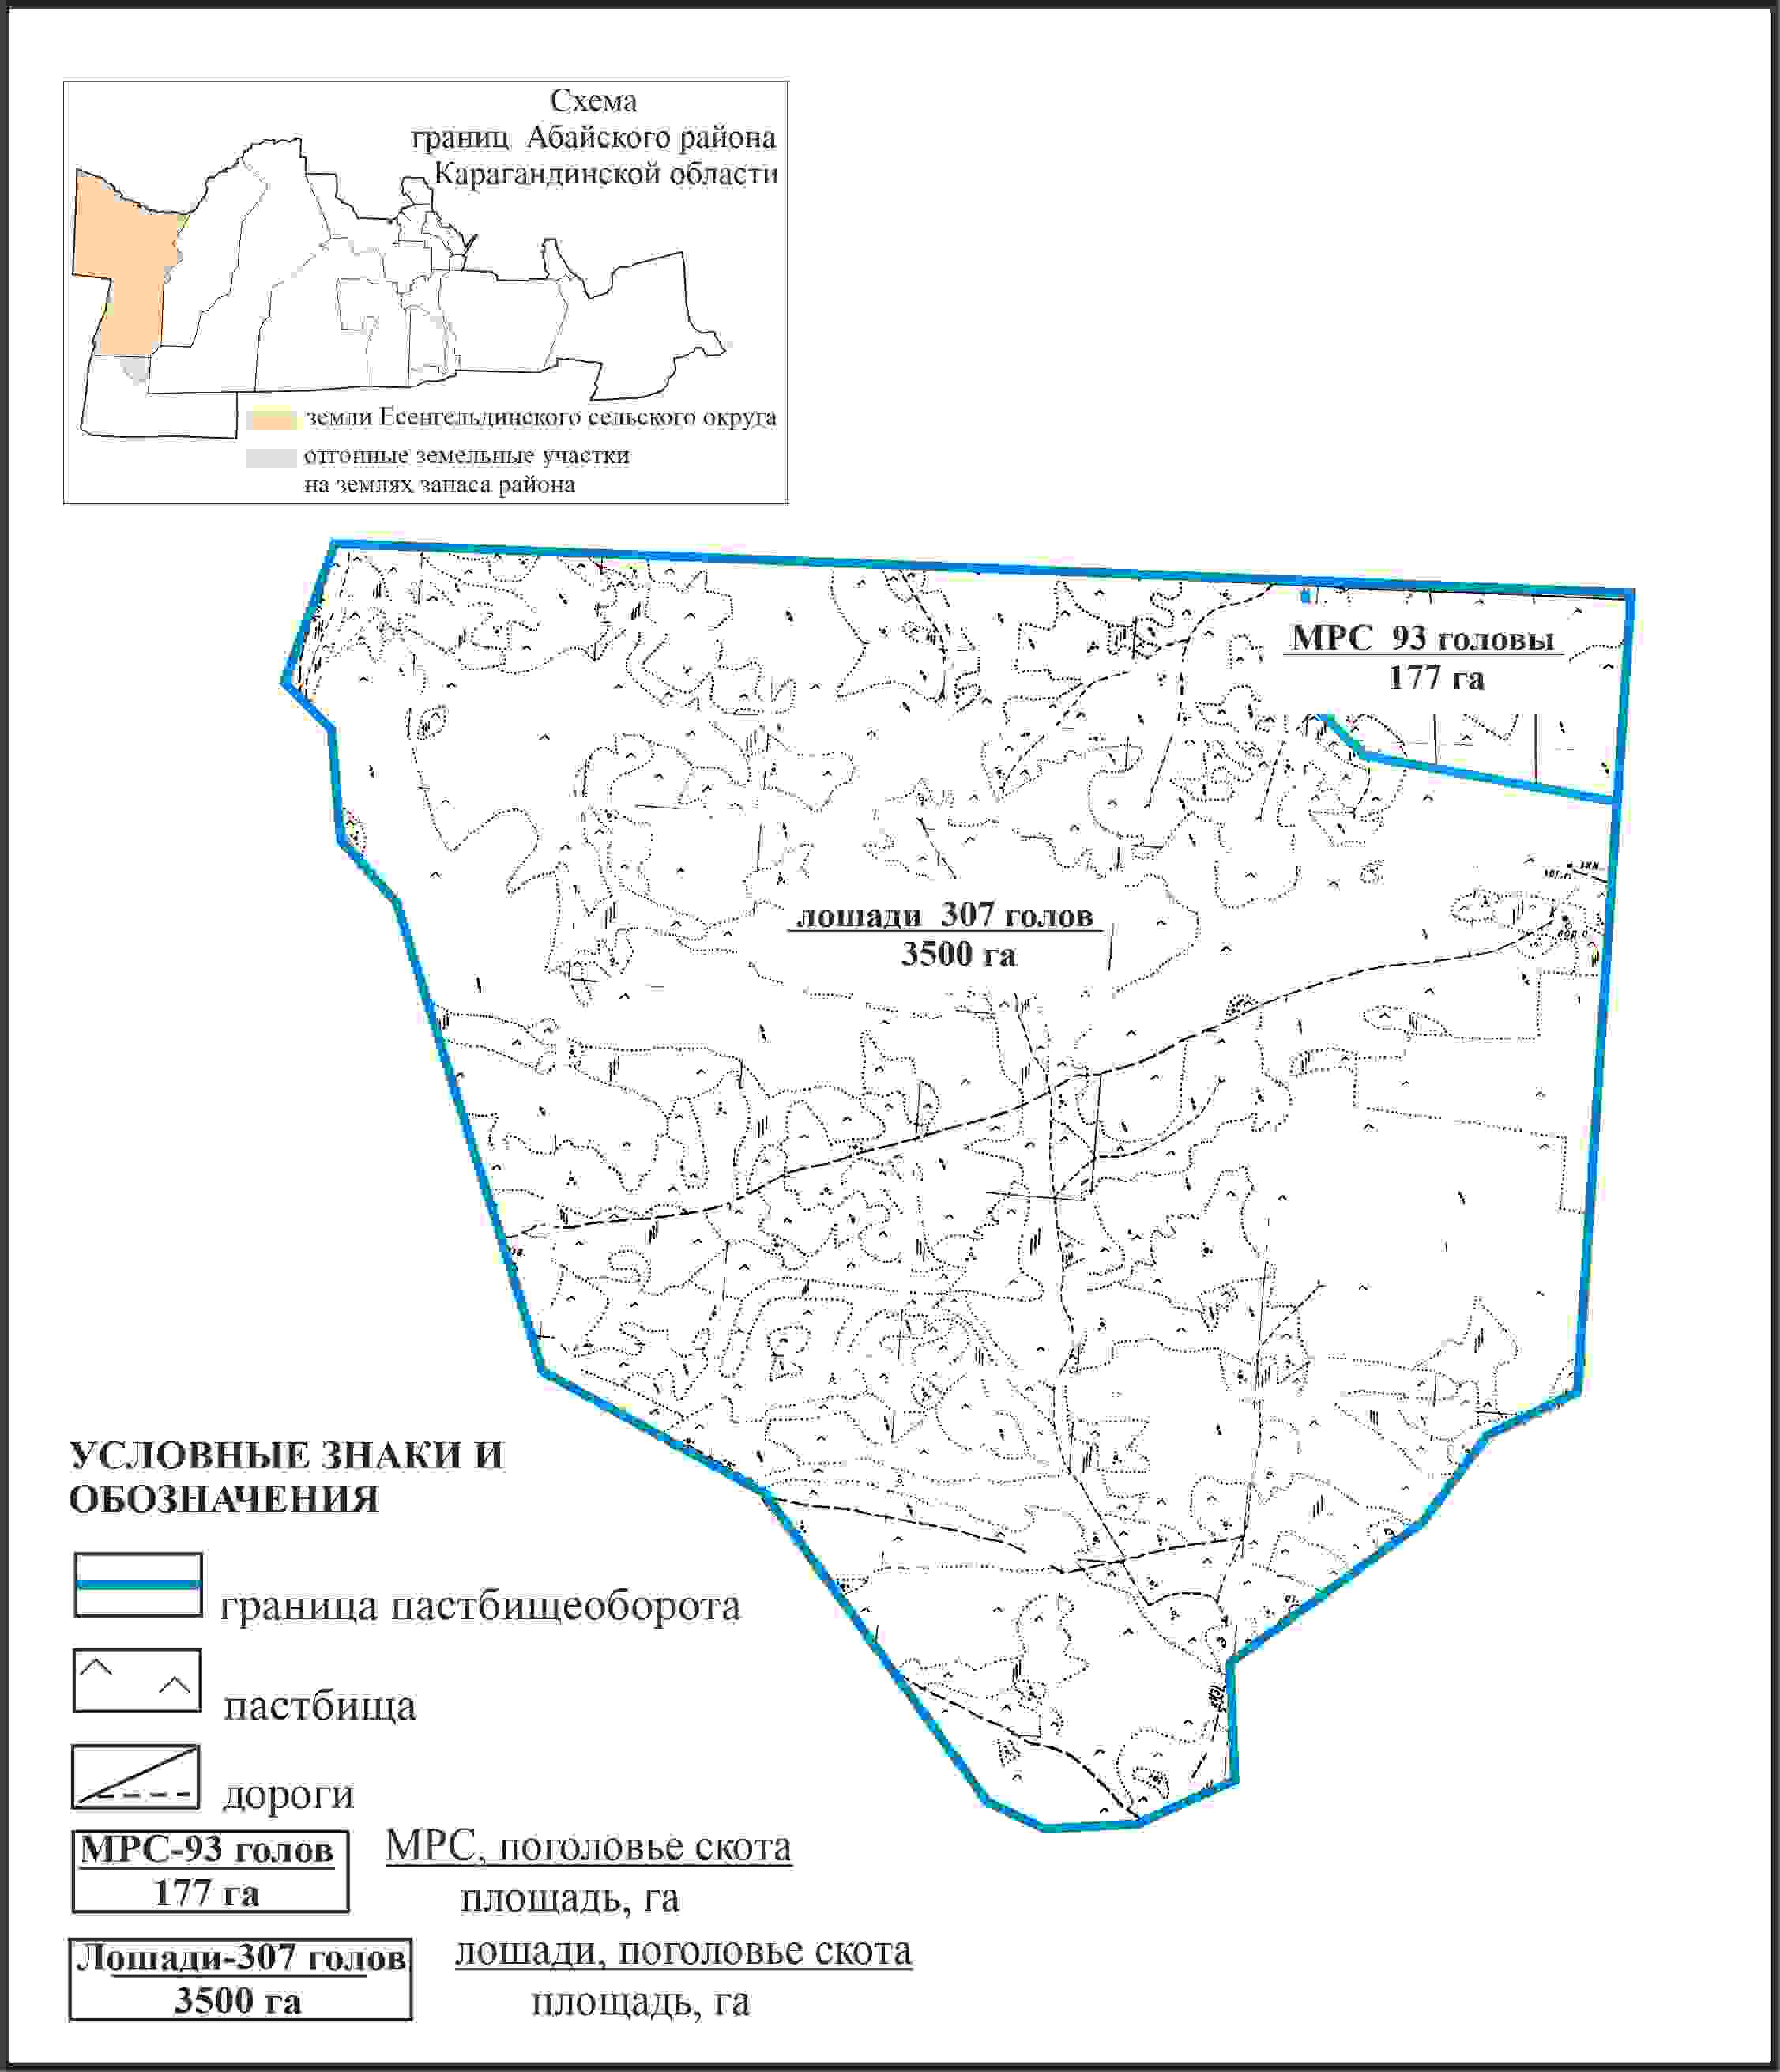 Схема
границ Абайского района
Карагандинской области
земли Есенгельдинского сельского округа
отгонные земельные участки
на землях запаса района
МРС 93 головы
177 га
лошади 307 голов
3500 га
УСЛОВНЫЕ ЗНАКИ И
ОБОЗНАЧЕНИЯ
граница пастбищеоборота
пастбища
дороги
МРС-93 голов
177 га
МРС, поголовье скота
площадь, га
Лошади-307 голов
3500 га
лошади, поголовье скота
площадь, га